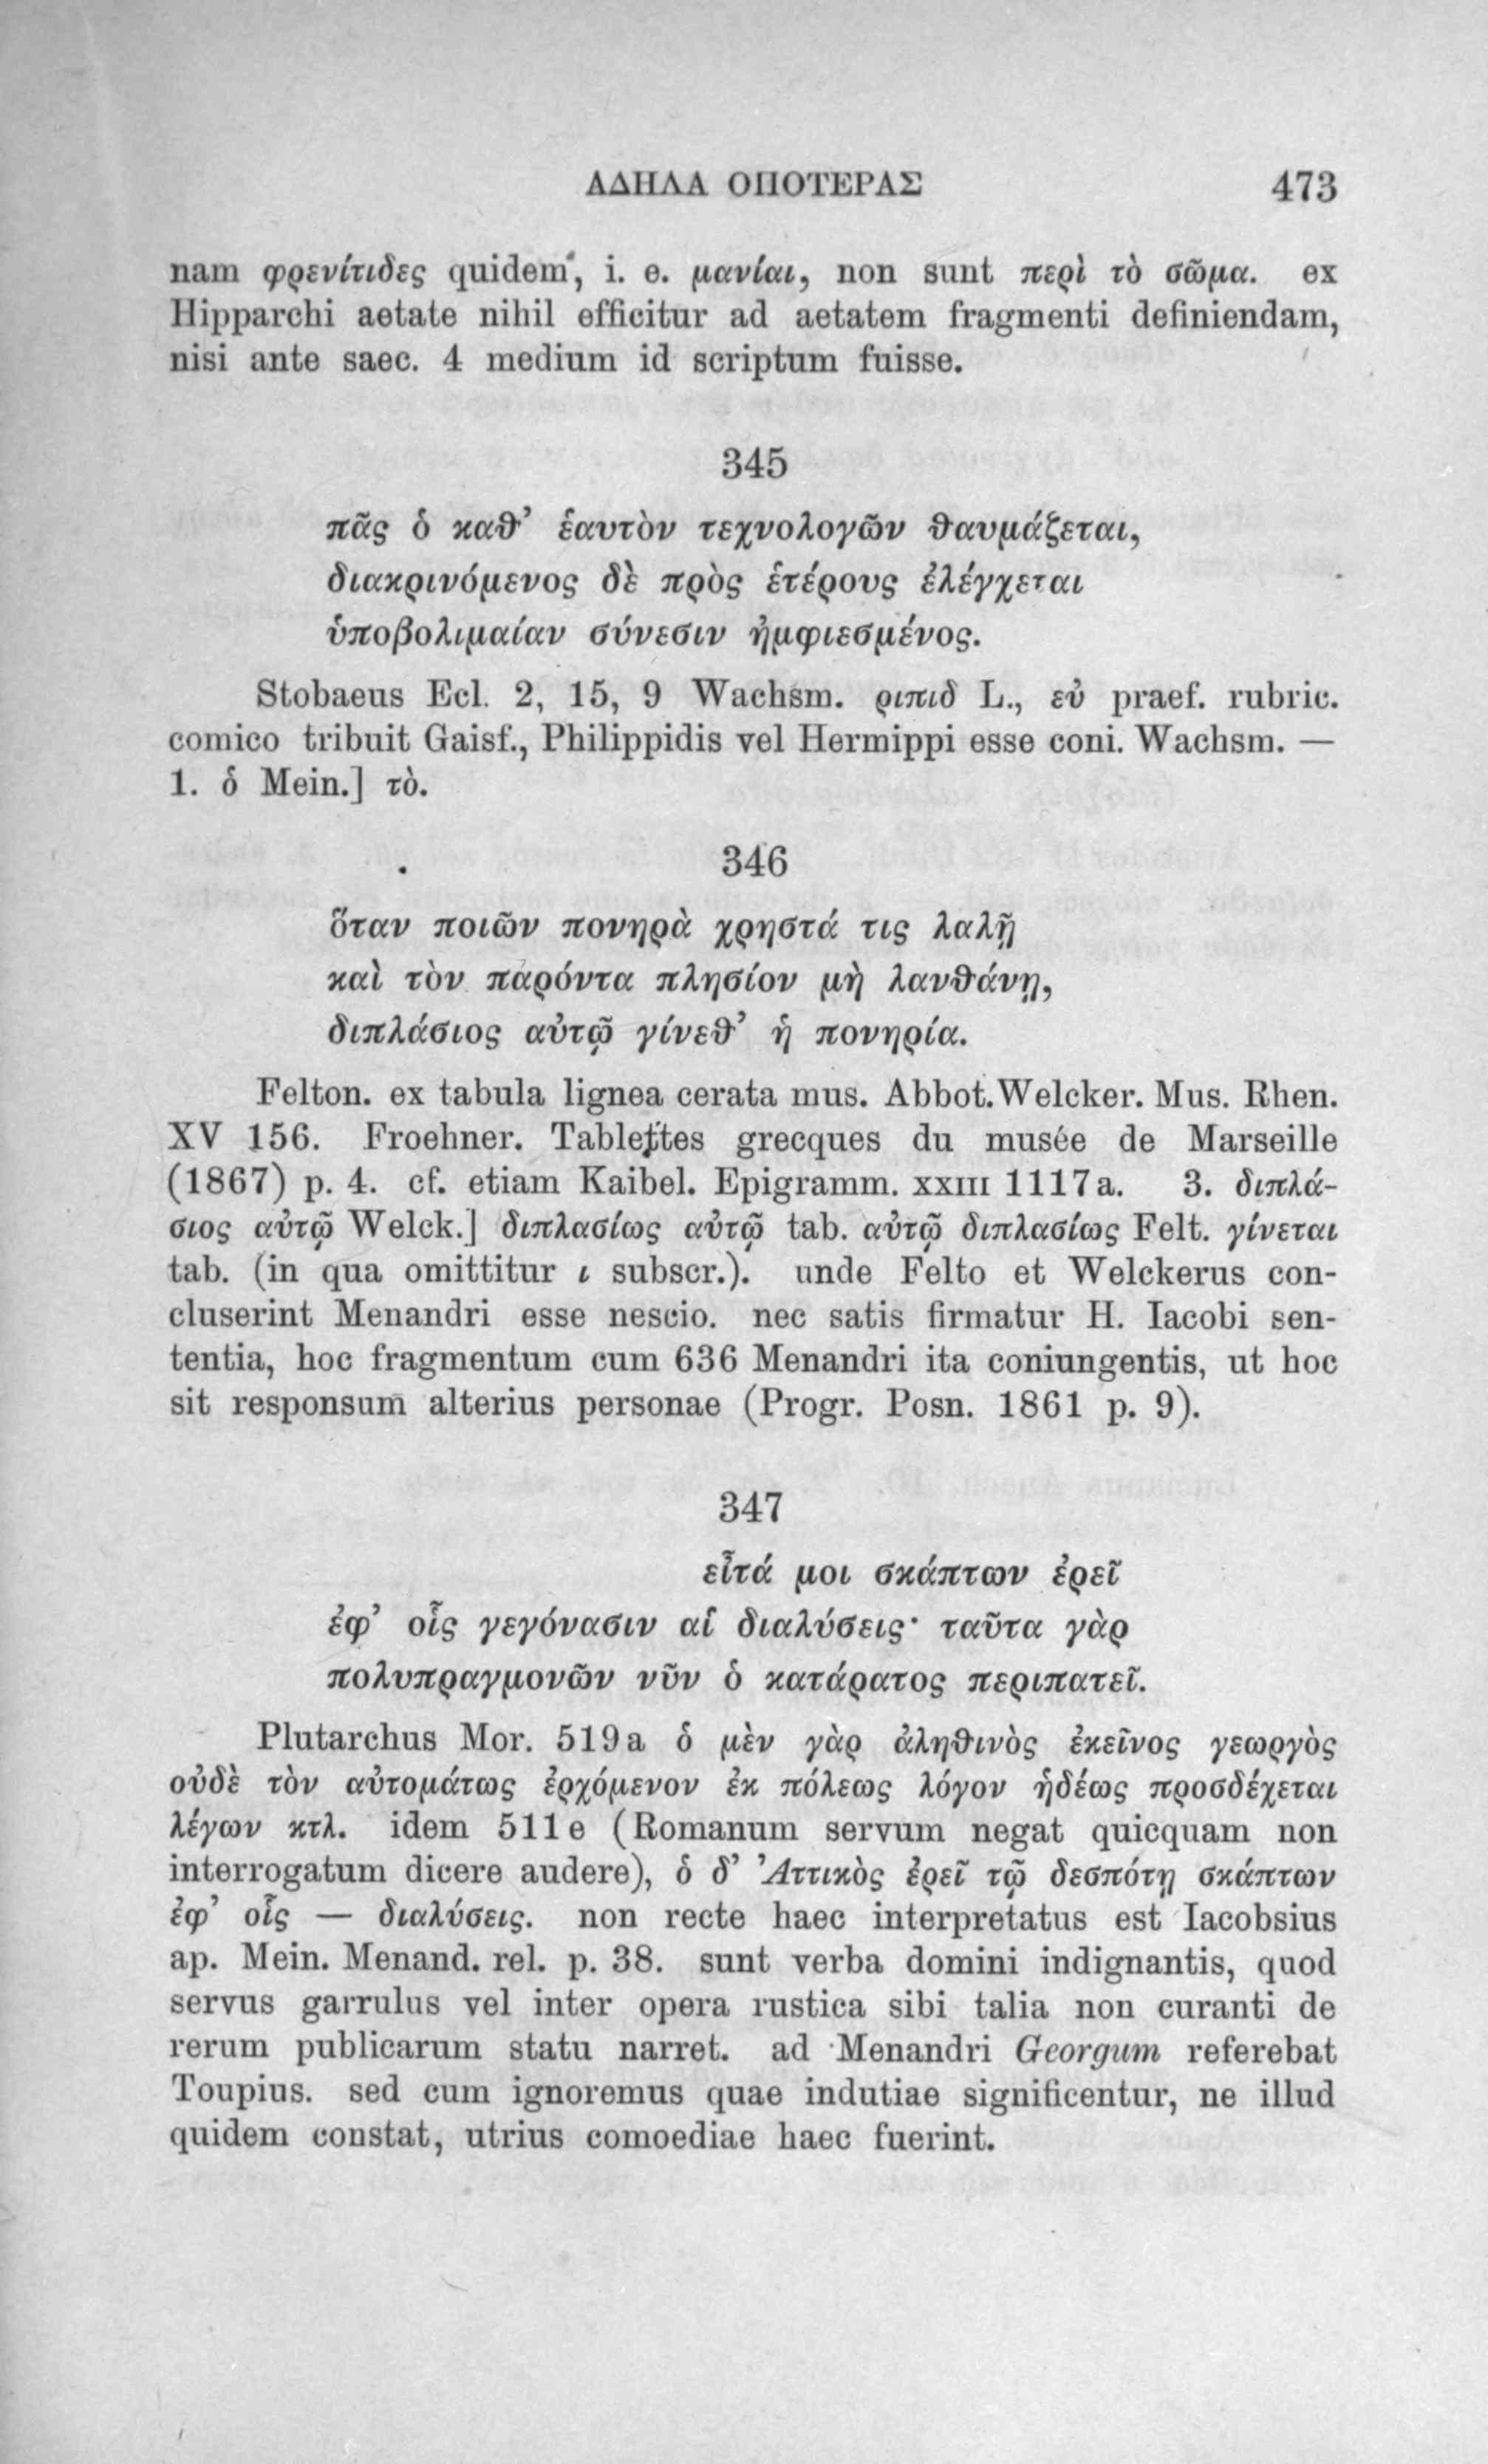 ΑΔΗΛΑ ΟΠΟΤΕΡΑΣ 473
nam φρενίτιδες quidem, i. e. μανίαι, non sunt περὶ τὸ σῶμα. ex
Hipparchi aetate nihil efficitur ad aetatem fragmenti definiendam,
nisi ante saec. 4 medium id scriptum fuisse.
345
πᾶς ὁ καθ' ἑαυτὸν τεχνολογῶν θαυμάζεται,
διακρινόμενος δὲ πρὸς ἑτέρους ἐλέγχεται
ὑποβολιμαίαν σύνεσιν ἠμφιεσμένος.
Stobaeus Ecl. 2, 15, 9 Wachsm. ριπιδ L., εὐ praef. rubric.
comico tribuit Gaisf., Philippidis vel Hermippi esse coni. Wachsm. —
1. ὁ Mein.] τὸ.
346
ὅταν ποιῶν πονηρὰ χρηστά τις λαλῇ
καὶ τὸν παρόντα πλησίον μὴ λανθάνῃ,
διπλάσιος αὐτῷ γίνεθ' ἡ πονηρία.
Felton. ex tabula lignea cerata mus. Abbot. Welcker. Mus. Rhen.
XV 156. Froehner. Tablettes grecques du musée de Marseille
(1867) p. 4. cf. etiam Kaibel. Epigramm. XXIII 1117a. 3. διπλά-
σιος αὐτῷ Welck.] διπλασίως αὐτῷ tab. αὐτῷ διπλασίως Felt. γίνεται
tab. (in qua omittitur ι subscr.). unde Felto et Welckerus con-
cluserint Menandri esse nescio. nec satis firmatur H. Iacobi sen-
tentia, hoc fragmentum cum 636 Menandri ita coniungentis, ut hoc
sit responsum alterius personae (Progr. Posn. 1861 p. 9).
347
εἶτά μοι σκάπτων ἐρεῖ
ἐφ' οἷς γεγόνασιν αἱ διαλύσεις· ταῦτα γὰρ
πολυπραγμονῶν νῦν ὁ κατάρατος περιπατεῖ.
Plutarchus Mor. 519a ὁ μὲν γὰρ ἀληθινὸς ἐκεῖνος γεωργὸς
οὐδὲ τὸν αὐτομάτως ἐρχόμενον ἐκ πόλεως λόγον ἡδέως προσδέχεται
λέγων κτλ. idem 511e (Romanum servum negat quicquam non
interrogatum dicere audere), ὁ δ' Ἀττικὸς ἐρεῖ τῷ δεσπότῃ σκάπτων
ἐφ' οἷς — διαλύσεις. non recte haec interpretatus est Iacobsius
ap. Mein. Menand. rel. p. 38. sunt verba domini indignantis, quod
servus garrulus vel inter opera rustica sibi talia non curanti de
rerum publicarum statu narret. ad Menandri Georgum referebat
Toupius. sed cum ignoremus quae indutiae significentur, ne illud
quidem constat, utrius comoediae haec fuerint.